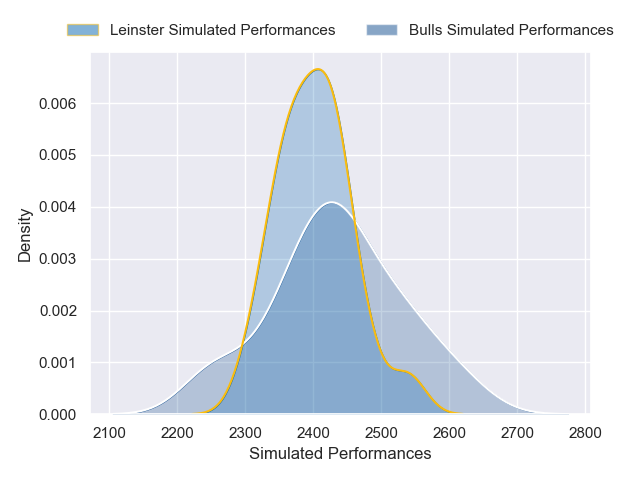 Leinster Simulated Performances Bulls Simulated Performances
0.006
0.005
0.004
0.003
0.002
0.001
0.000
Density
2100 2200 2300 2400 2500 2600 2700 2800
Simulated Performances